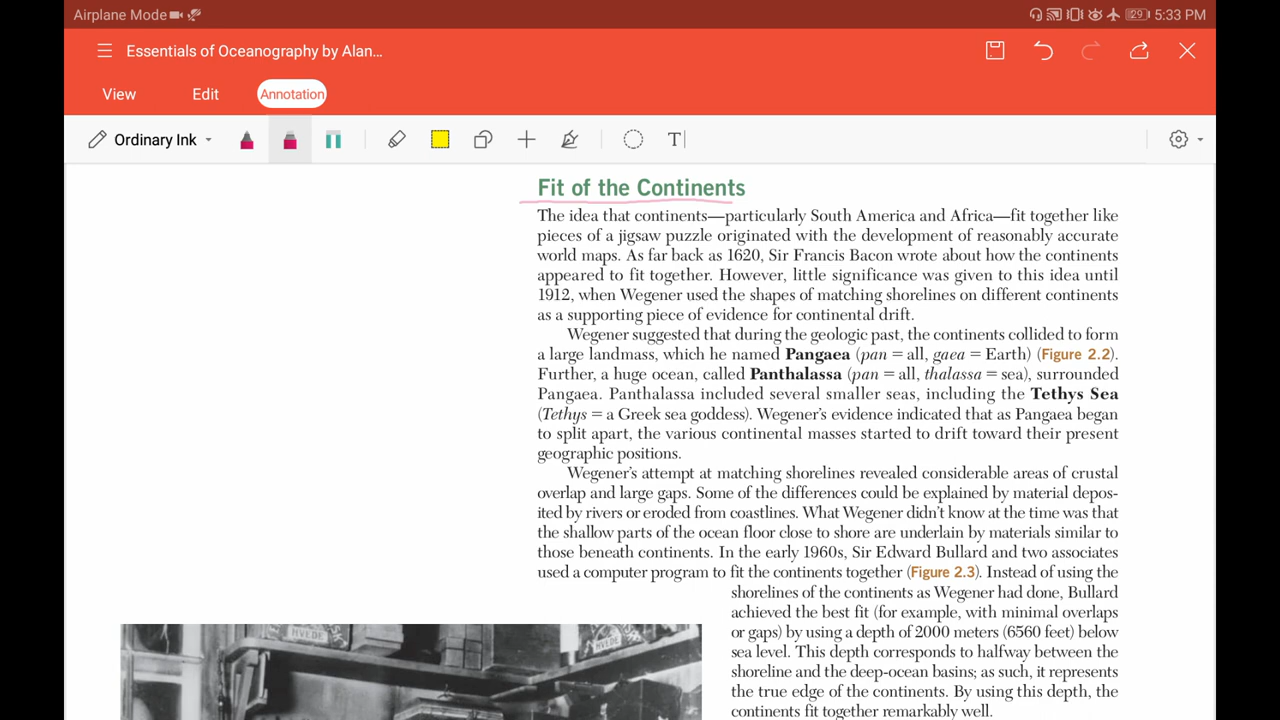 Airplane Mode
29 5:33 PM
Essentials of Oceanography by Alan...
View Edit Annotation
Ordinary Ink T
Fit of the Continents
The idea that continents—particularly South America and Africa—fit together like
pieces of a jigsaw puzzle originated with the development of reasonably accurate
world maps. As far back as 1620, Sir Francis Bacon wrote about how the continents
appeared to fit together. However, little significance was given to this idea until
1912, when Wegener used the shapes of matching shorelines on different continents
as a supporting piece of evidence for continental drift.
Wegener suggested that during the geologic past, the continents collided to form
a large landmass, which he named Pangaea (pan = all, gaea = Earth) (Figure 2.2).
Further, a huge ocean, called Panthalassa (pan = all, thalassa = sea), surrounded
Pangaea. Panthalassa included several smaller seas, including the Tethys Sea
(Tethys = a Greek sea goddess). Wegener's evidence indicated that as Pangaea began
to split apart, the various continental masses started to drift toward their present
geographic positions.
Wegener's attempt at matching shorelines revealed considerable areas of crustal
overlap and large gaps. Some of the differences could be explained by material depos-
ited by rivers or eroded from coastlines. What Wegener didn't know at the time was that
the shallow parts of the ocean floor close to shore are underlain by materials similar to
those beneath continents. In the early 1960s, Sir Edward Bullard and two associates
used a computer program to fit the continents together (Figure 2.3). Instead of using the
shorelines of the continents as Wegener had done, Bullard
achieved the best fit (for example, with minimal overlaps
or gaps) by using a depth of 2000 meters (6560 feet) below
sea level. This depth corresponds to halfway between the
shoreline and the deep-ocean basins; as such, it represents
the true edge of the continents. By using this depth, the
continents fit together remarkably well.